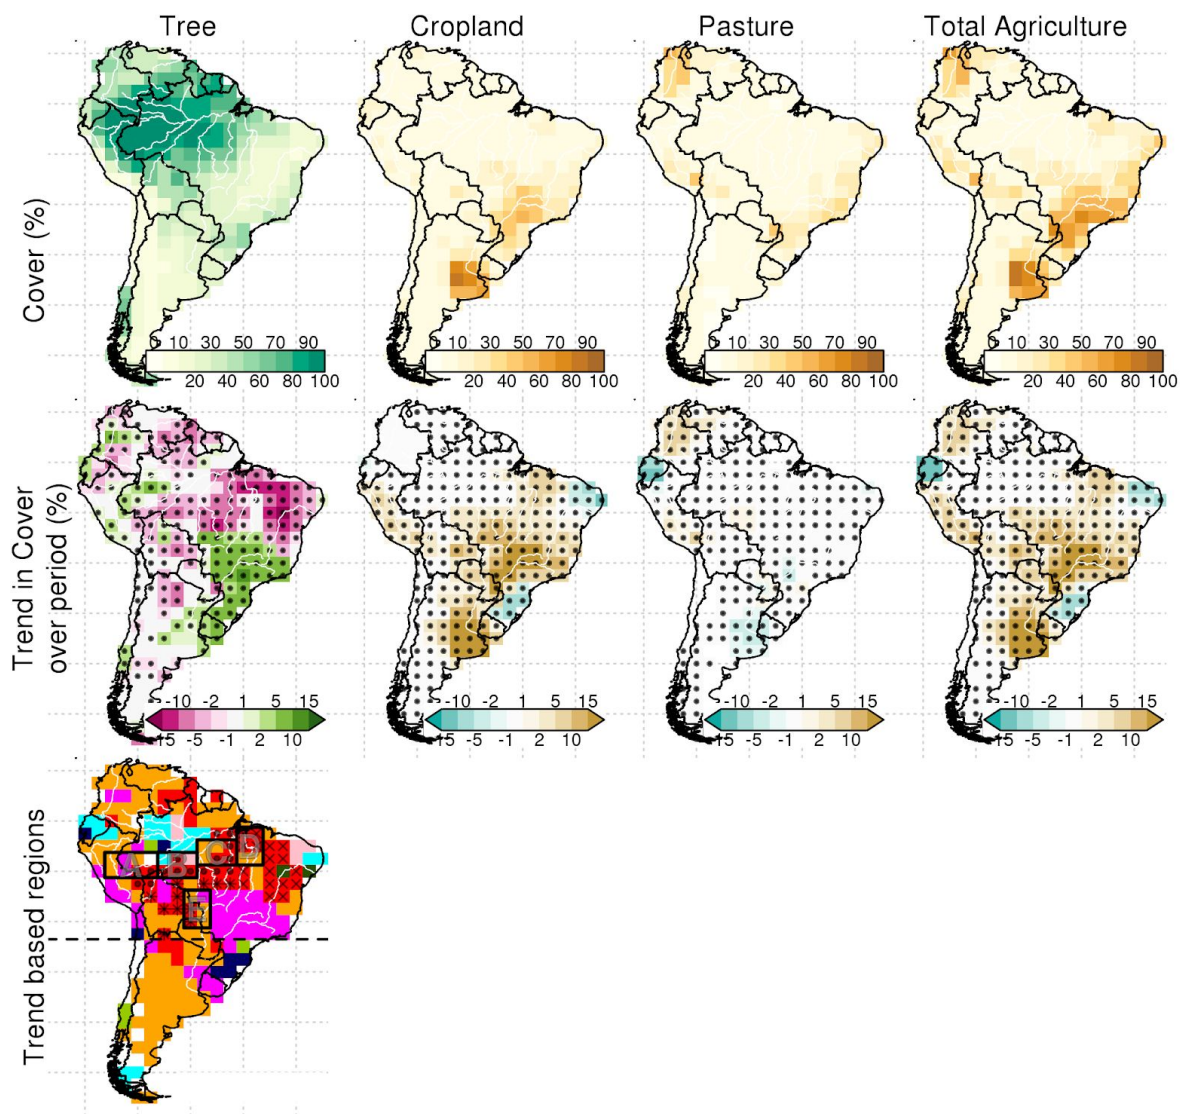 Tree Cropland Pasture Total Agriculture
Cover (%)
0 10 30 50 70 90
20 40 60 80 100
0 10 30 50 70 90
20 40 60 80 100
0 10 30 50 70 90
20 40 60 80 100
0 10 30 50 70 90
20 40 60 80 100
Trend in Cover
over period (%)
-10 -2 1 5 15
-15 -5 -1 2 10
-10 -2 1 5 15
-15 -5 -1 2 10
-10 -2 1 5 15
-15 -5 -1 2 10
-10 -2 1 5 15
-15 -5 -1 2 10
Trend based regions
A B C D
E